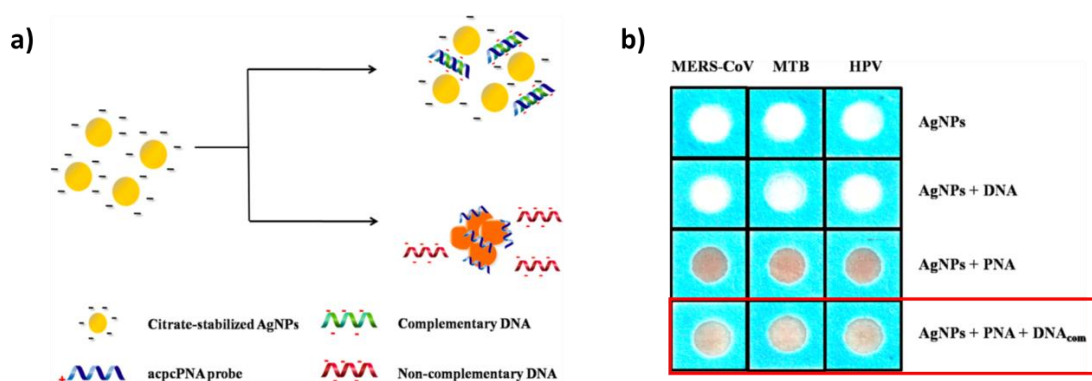 a)
Citrate-stabilized AgNPs
Complementary DNA
acpcPNA probe
Non-complementary DNA
b)
MERS-CoV MTB HPV
AgNPs
AgNPs + DNA
AgNPs + PNA
AgNPs + PNA + DNAcom